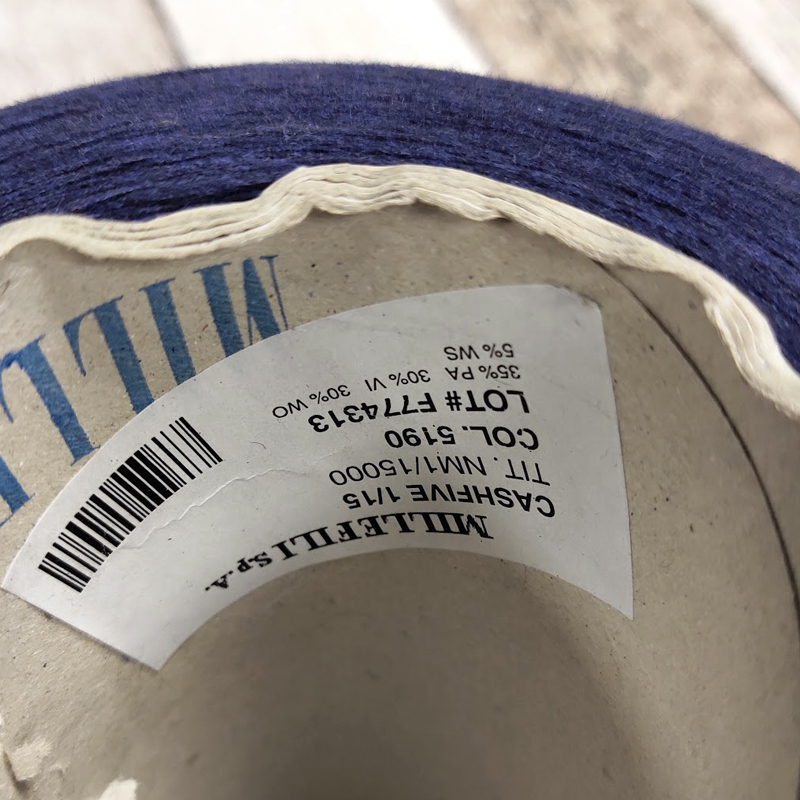 MILLEFILI S.p.A.
CASHFIVE 1/15
TIT. NM1/15000
COL. 5190
LOT# F774313
35% PA 30% VI 30% WO
5% WS
MILL